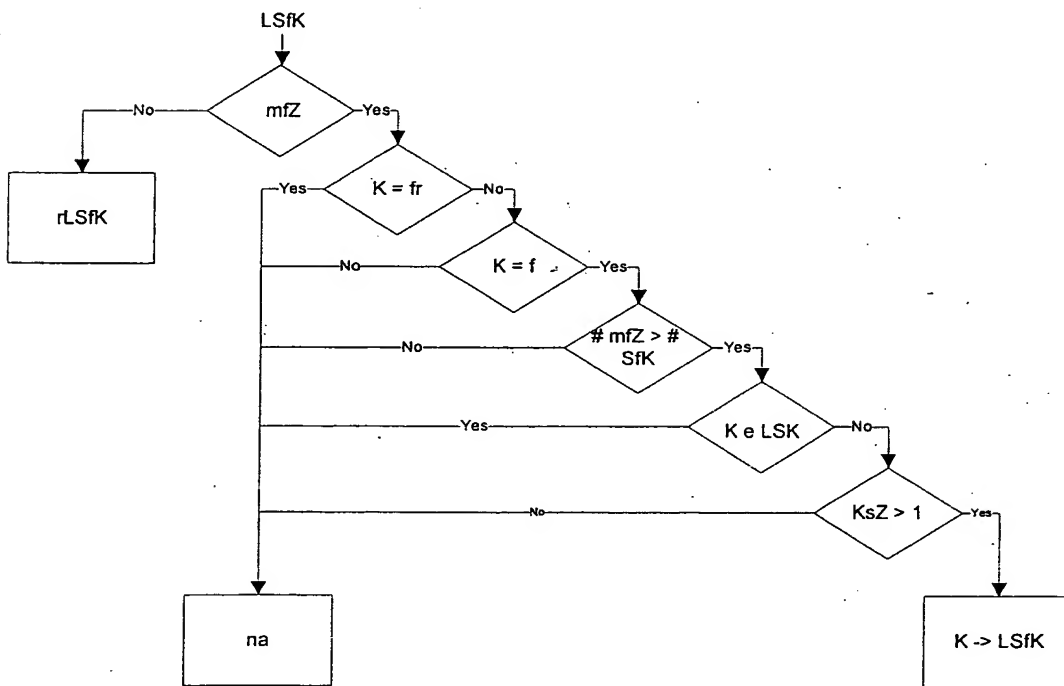 LSfK
mfZ
No
Yes
rLSfK
K = fr
Yes
No
K = f
No
Yes
# mfZ > #
SfK
No
Yes
K e LSK
Yes
No
KsZ > 1
No
Yes
na
K -> LSfK